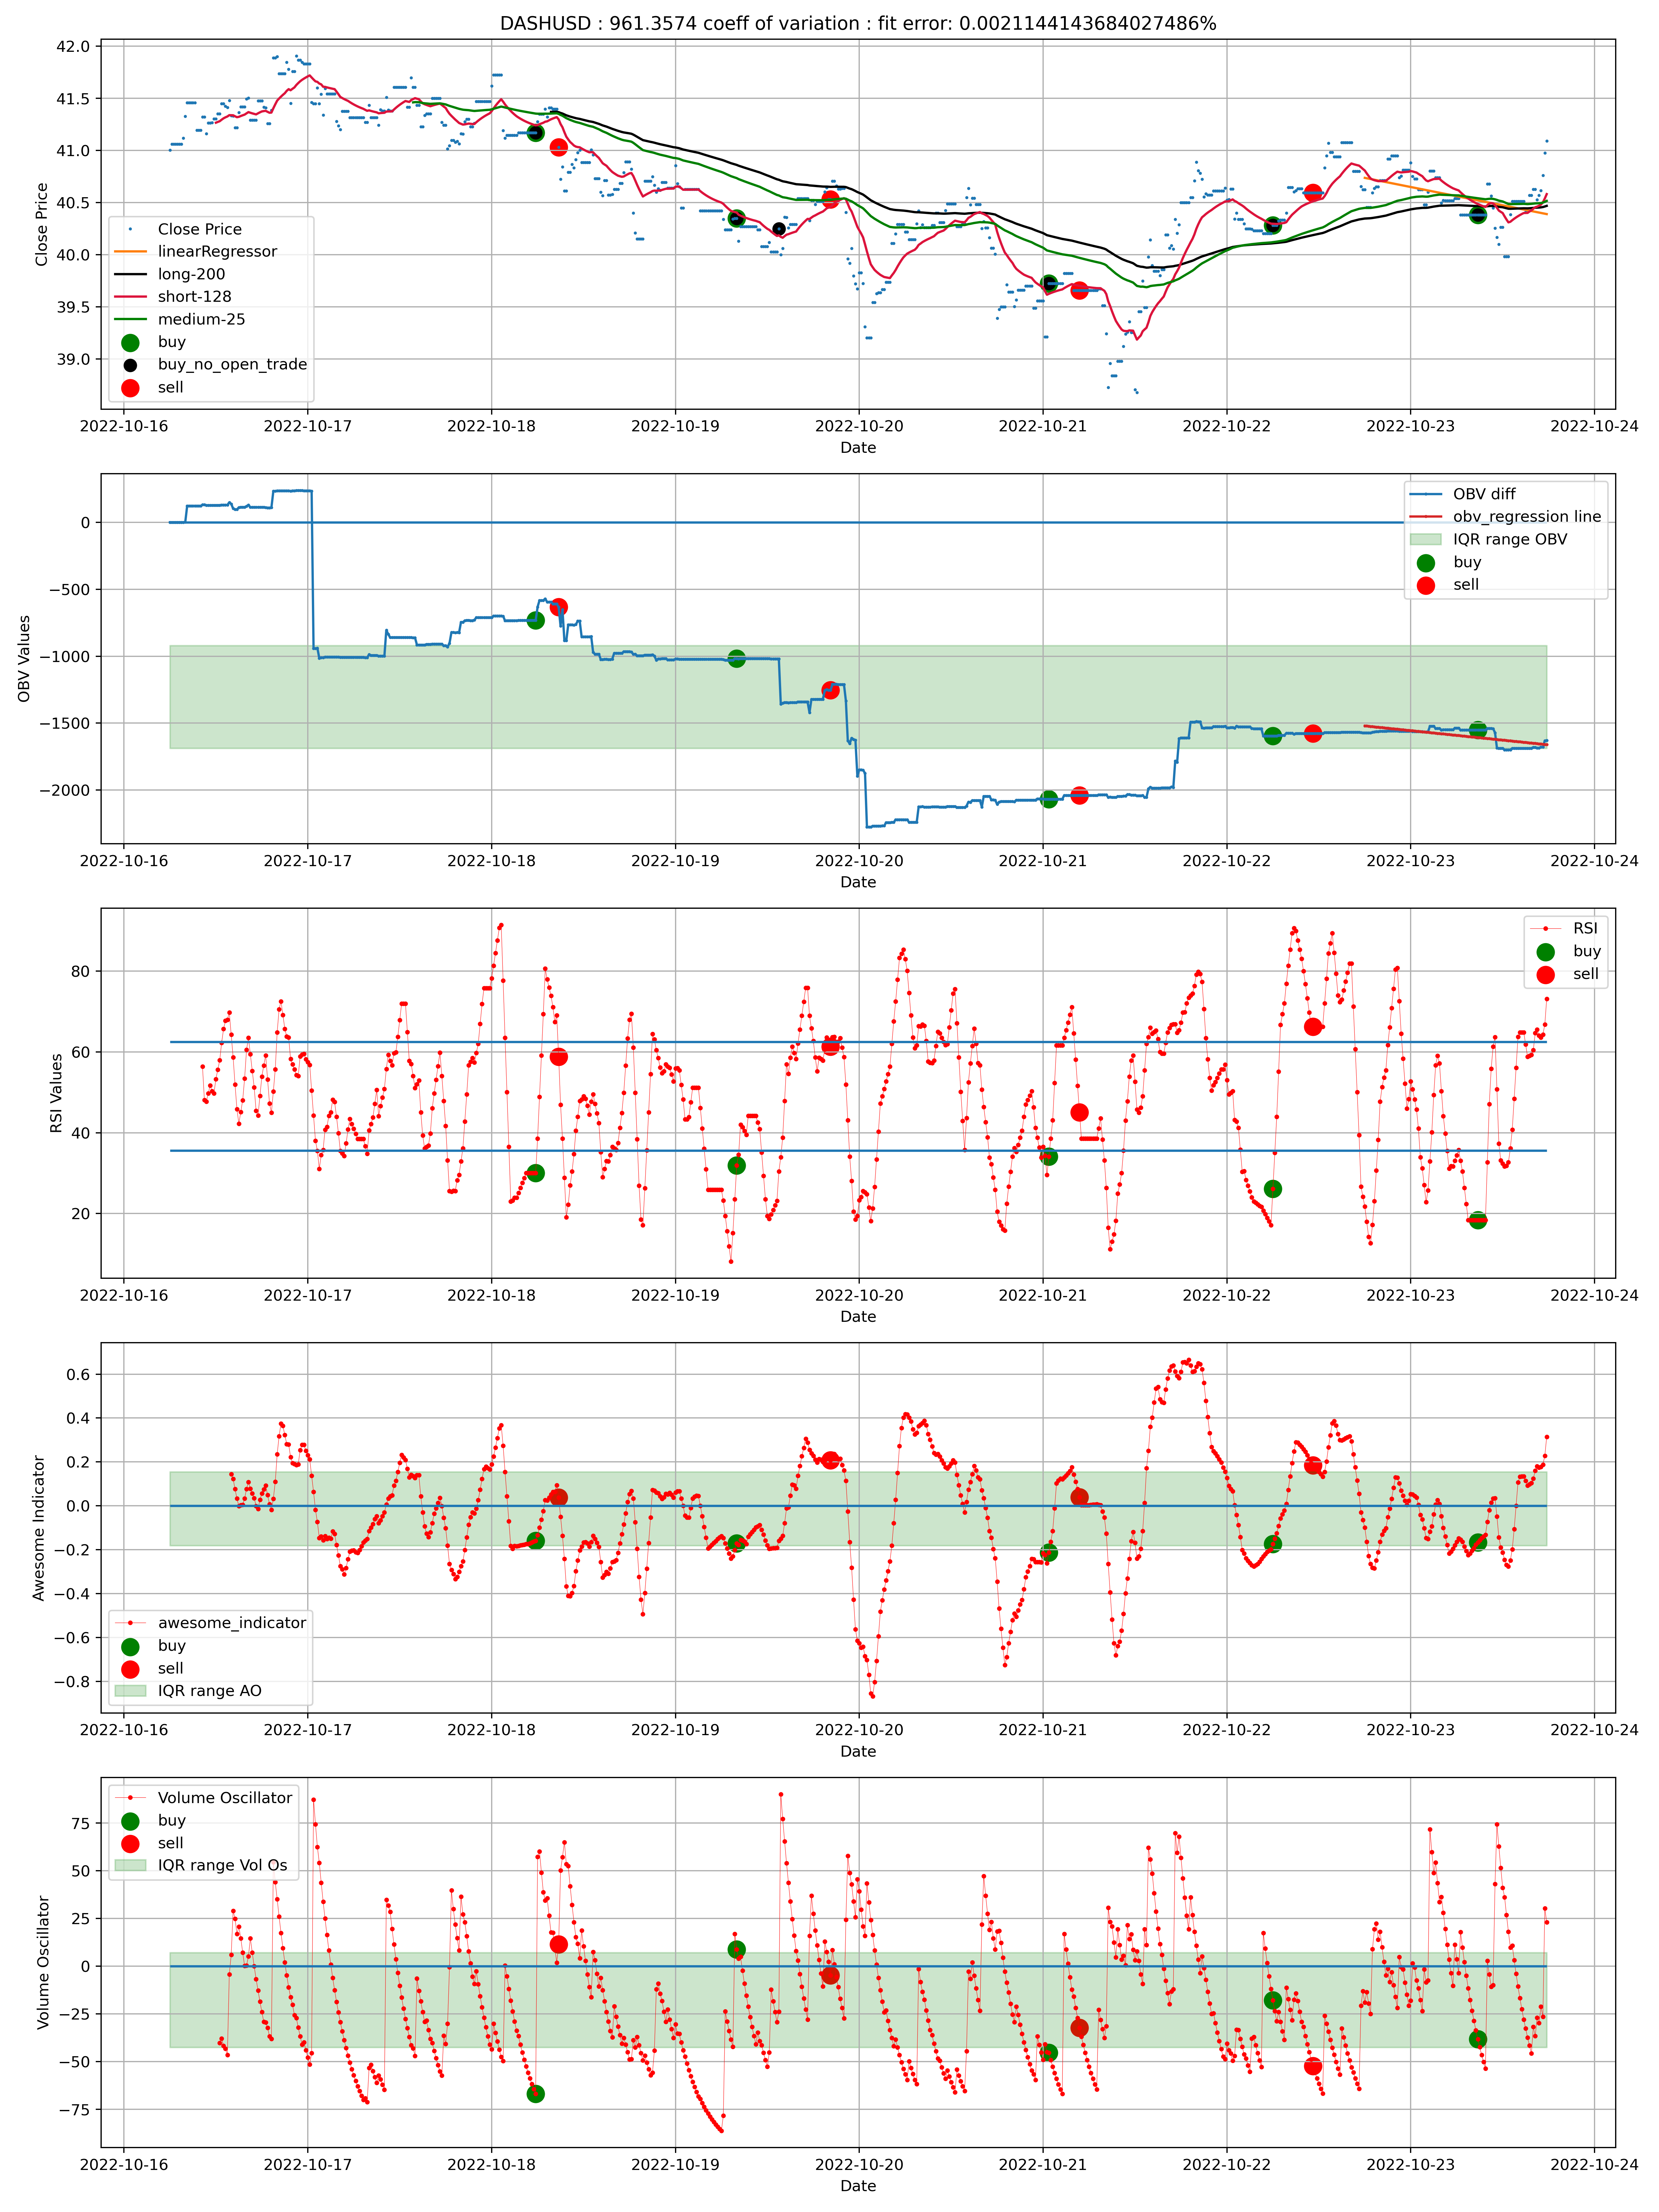 DASHUSD : 961.3574 coeff of variation : fit error: 0.0021144143684027486%
42.0
41.5
41.0
40.5
40.0
39.5
39.0
Close Price
Close Price
linearRegressor
long-200
short-128
medium-25
buy
buy_no_open_trade
sell
2022-10-16 2022-10-17 2022-10-18 2022-10-19 2022-10-20 2022-10-21 2022-10-22 2022-10-23 2022-10-24
Date
0
−500
−1000
−1500
−2000
OBV Values
OBV diff
obv_regression line
IQR range OBV
buy
sell
2022-10-16 2022-10-17 2022-10-18 2022-10-19 2022-10-20 2022-10-21 2022-10-22 2022-10-23 2022-10-24
Date
80
60
40
20
RSI Values
RSI
buy
sell
2022-10-16 2022-10-17 2022-10-18 2022-10-19 2022-10-20 2022-10-21 2022-10-22 2022-10-23 2022-10-24
Date
0.6
0.4
0.2
0.0
−0.2
−0.4
−0.6
−0.8
Awesome Indicator
awesome_indicator
buy
sell
IQR range AO
2022-10-16 2022-10-17 2022-10-18 2022-10-19 2022-10-20 2022-10-21 2022-10-22 2022-10-23 2022-10-24
Date
75
50
25
0
−25
−50
−75
Volume Oscillator
Volume Oscillator
buy
sell
IQR range Vol Os
2022-10-16 2022-10-17 2022-10-18 2022-10-19 2022-10-20 2022-10-21 2022-10-22 2022-10-23 2022-10-24
Date